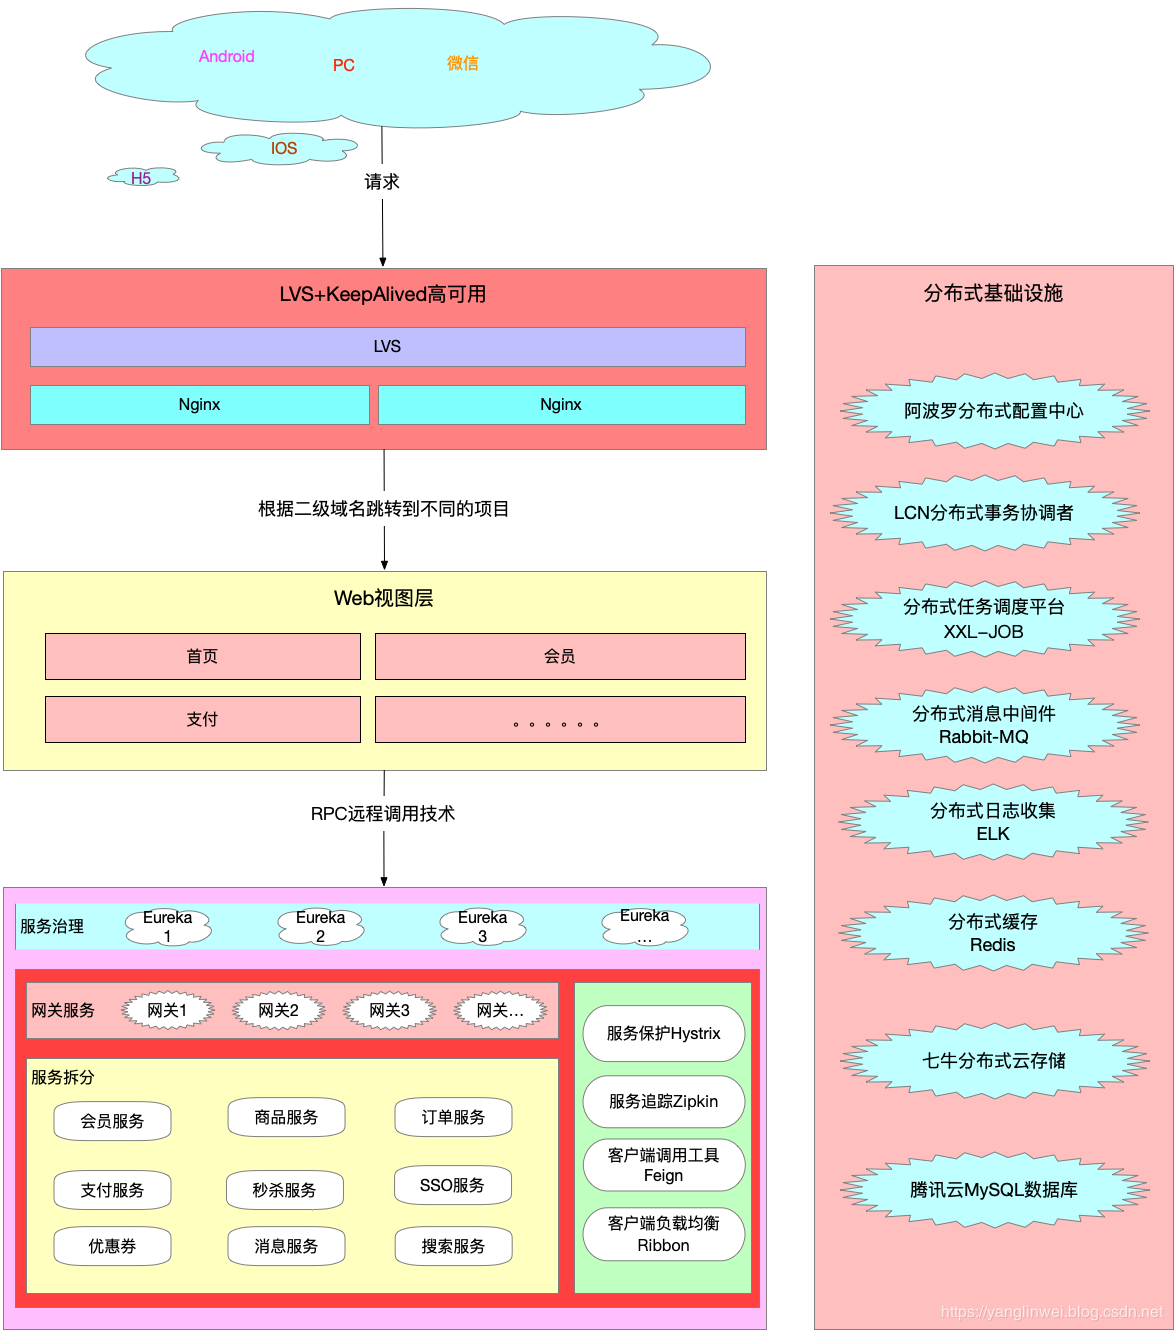 Android
PC
微信
IOS
H5
请求
LVS+KeepAlived高可用
LVS
Nginx
Nginx
根据二级域名跳转到不同的项目
Web视图层
首页
会员
支付
。。。。。。
RPC远程调用技术
服务治理
Eureka
1
Eureka
2
Eureka
3
Eureka
...
网关服务
网关1
网关2
网关3
网关...
服务拆分
会员服务
商品服务
订单服务
支付服务
秒杀服务
SSO服务
优惠券
消息服务
搜索服务
服务保护Hystrix
服务追踪Zipkin
客户端调用工具
Feign
客户端负载均衡
Ribbon
分布式基础设施
阿波罗分布式配置中心
LCN分布式事务协调者
分布式任务调度平台
XXL-JOB
分布式消息中间件
Rabbit-MQ
分布式日志收集
ELK
分布式缓存
Redis
七牛分布式云存储
腾讯云MySQL数据库
https://yanglinwei.blog.csdn.net